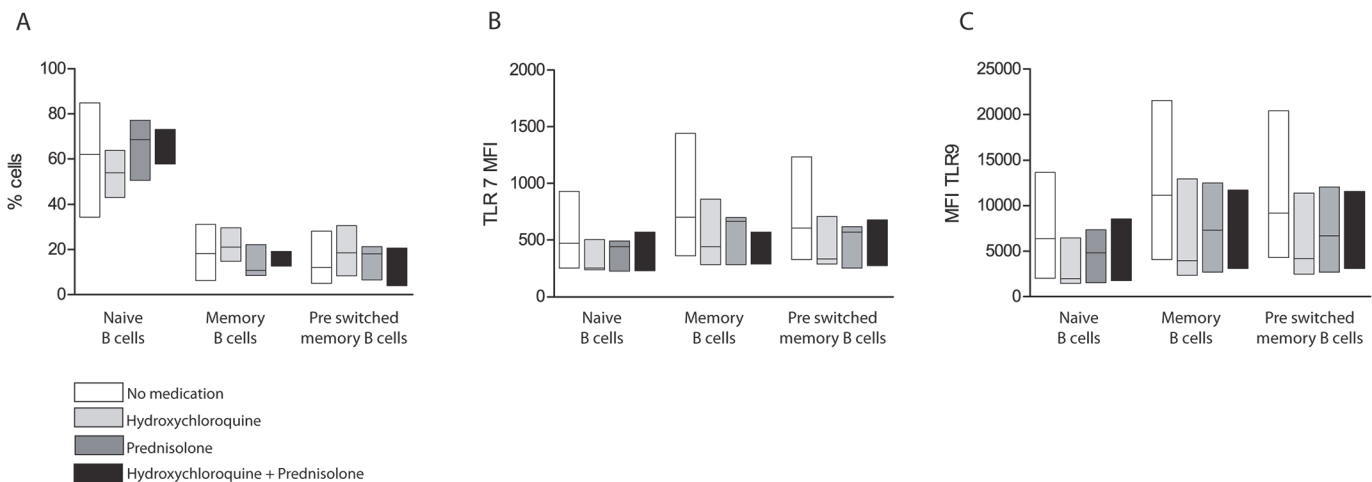 A
% cells
100
80
60
40
20
0
Naive
B cells
Memory
B cells
Pre switched
memory B cells
B
TLR 7 MFI
2000
1500
1000
500
0
Naive
B cells
Memory
B cells
Pre switched
memory B cells
C
MFI TLR9
25000
20000
15000
10000
5000
0
Naive
B cells
Memory
B cells
Pre switched
memory B cells
No medication
Hydroxychloroquine
Prednisolone
Hydroxychloroquine + Prednisolone